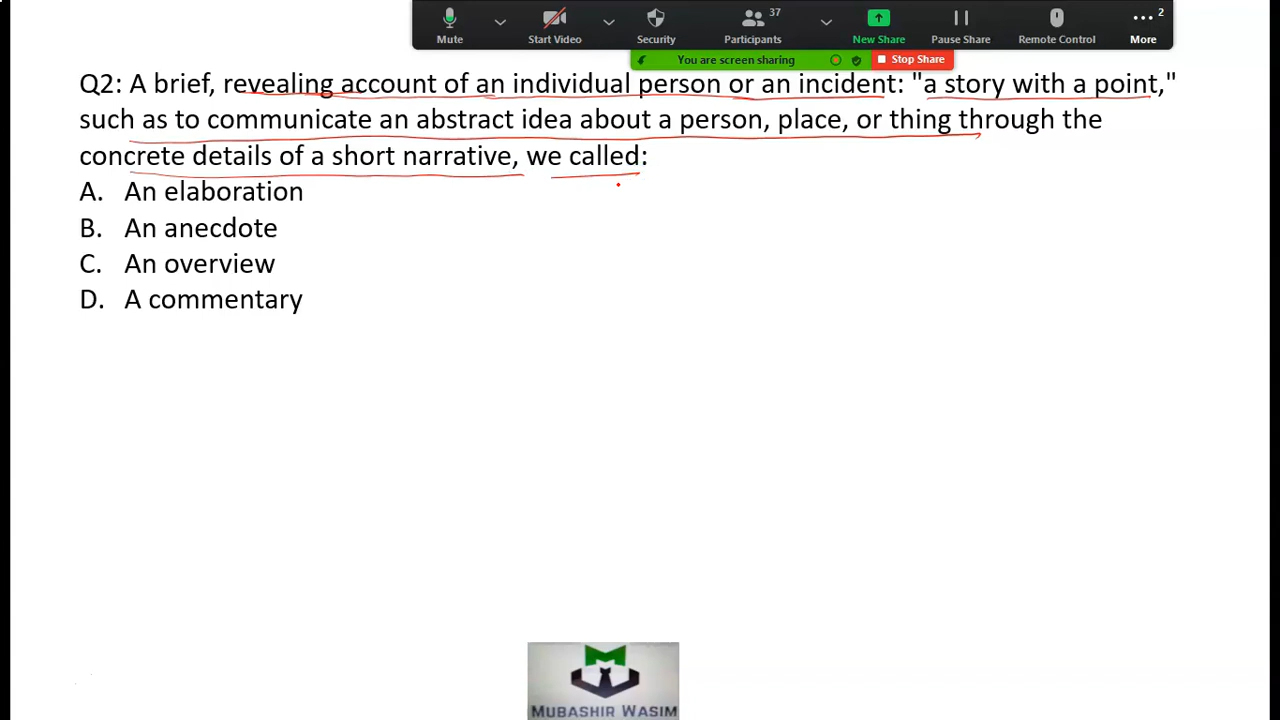 37
2
Mute
Start Video
Security
Participants
New Share
Pause Share
Remote Control
More
You are screen sharing
Stop Share
Q2: A brief, revealing account of an individual person or an incident: "a story with a point,"
such as to communicate an abstract idea about a person, place, or thing through the
concrete details of a short narrative, we called:
A. An elaboration
B. An anecdote
C. An overview
D. A commentary
MUBASHIR WASIM